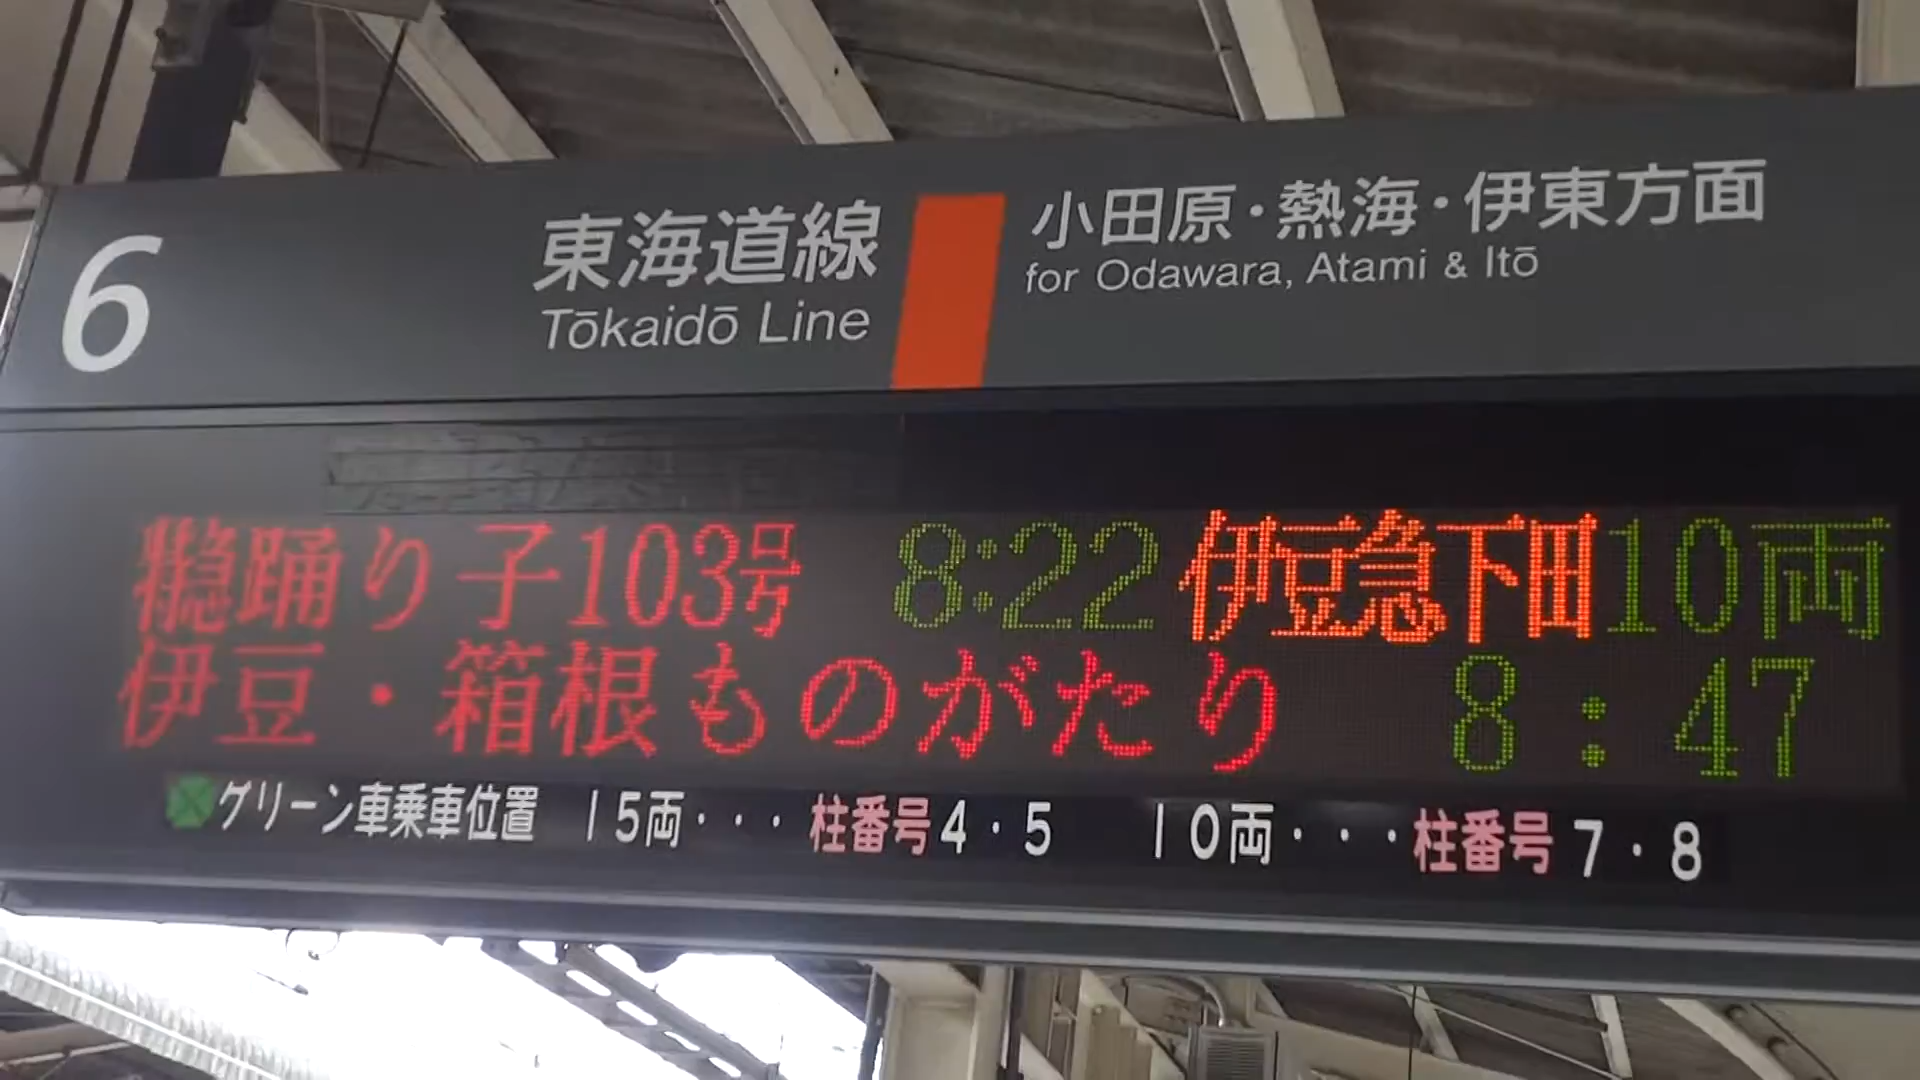 6
東海道線
Tōkaidō Line
小田原・熱海・伊東方面
for Odawara, Atami & Itō
踊り子103号 8:22 伊豆急下田 10両
伊豆・箱根ものがたり 8:47
グリーン車乗車位置 15両・・・柱番号4・5 10両・・・柱番号7・8